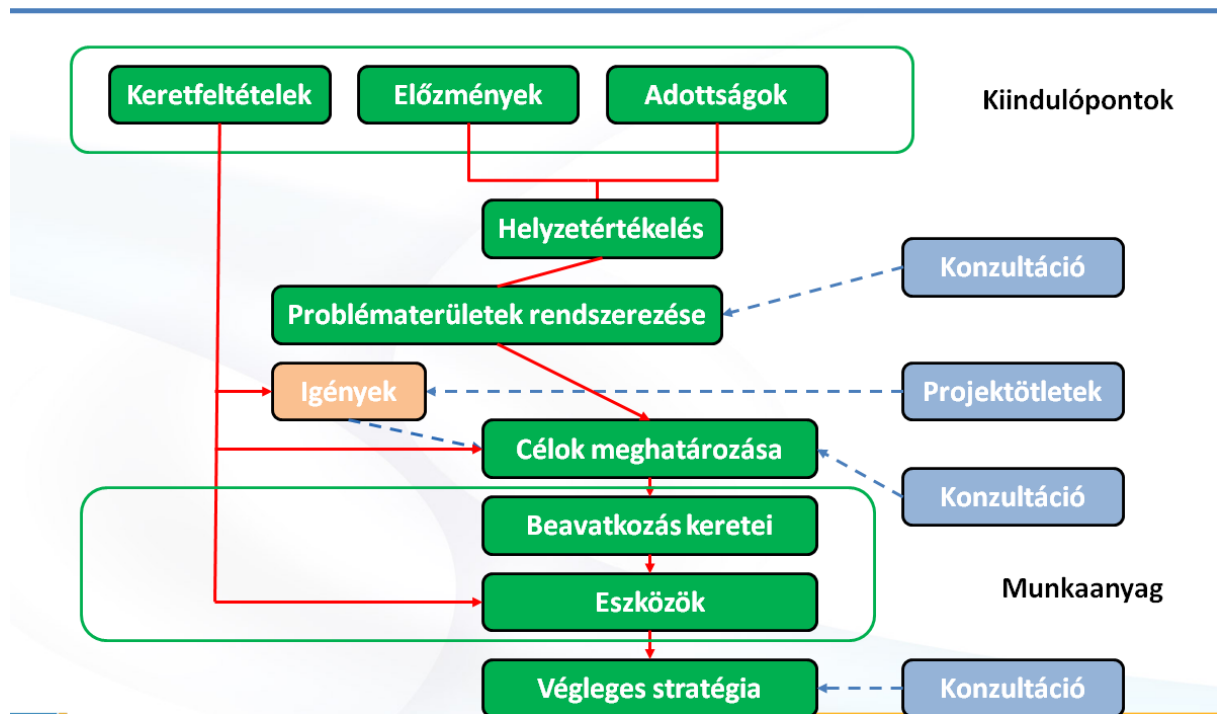 Keretfeltételek
Előzmények
Adottságok
Kiindulópontok
Helyzetértékelés
Konzultáció
Problématerületek rendszerezése
Igények
Projektötletek
Célok meghatározása
Konzultáció
Beavatkozás keretei
Munkaanyag
Eszközök
Végleges stratégia
Konzultáció